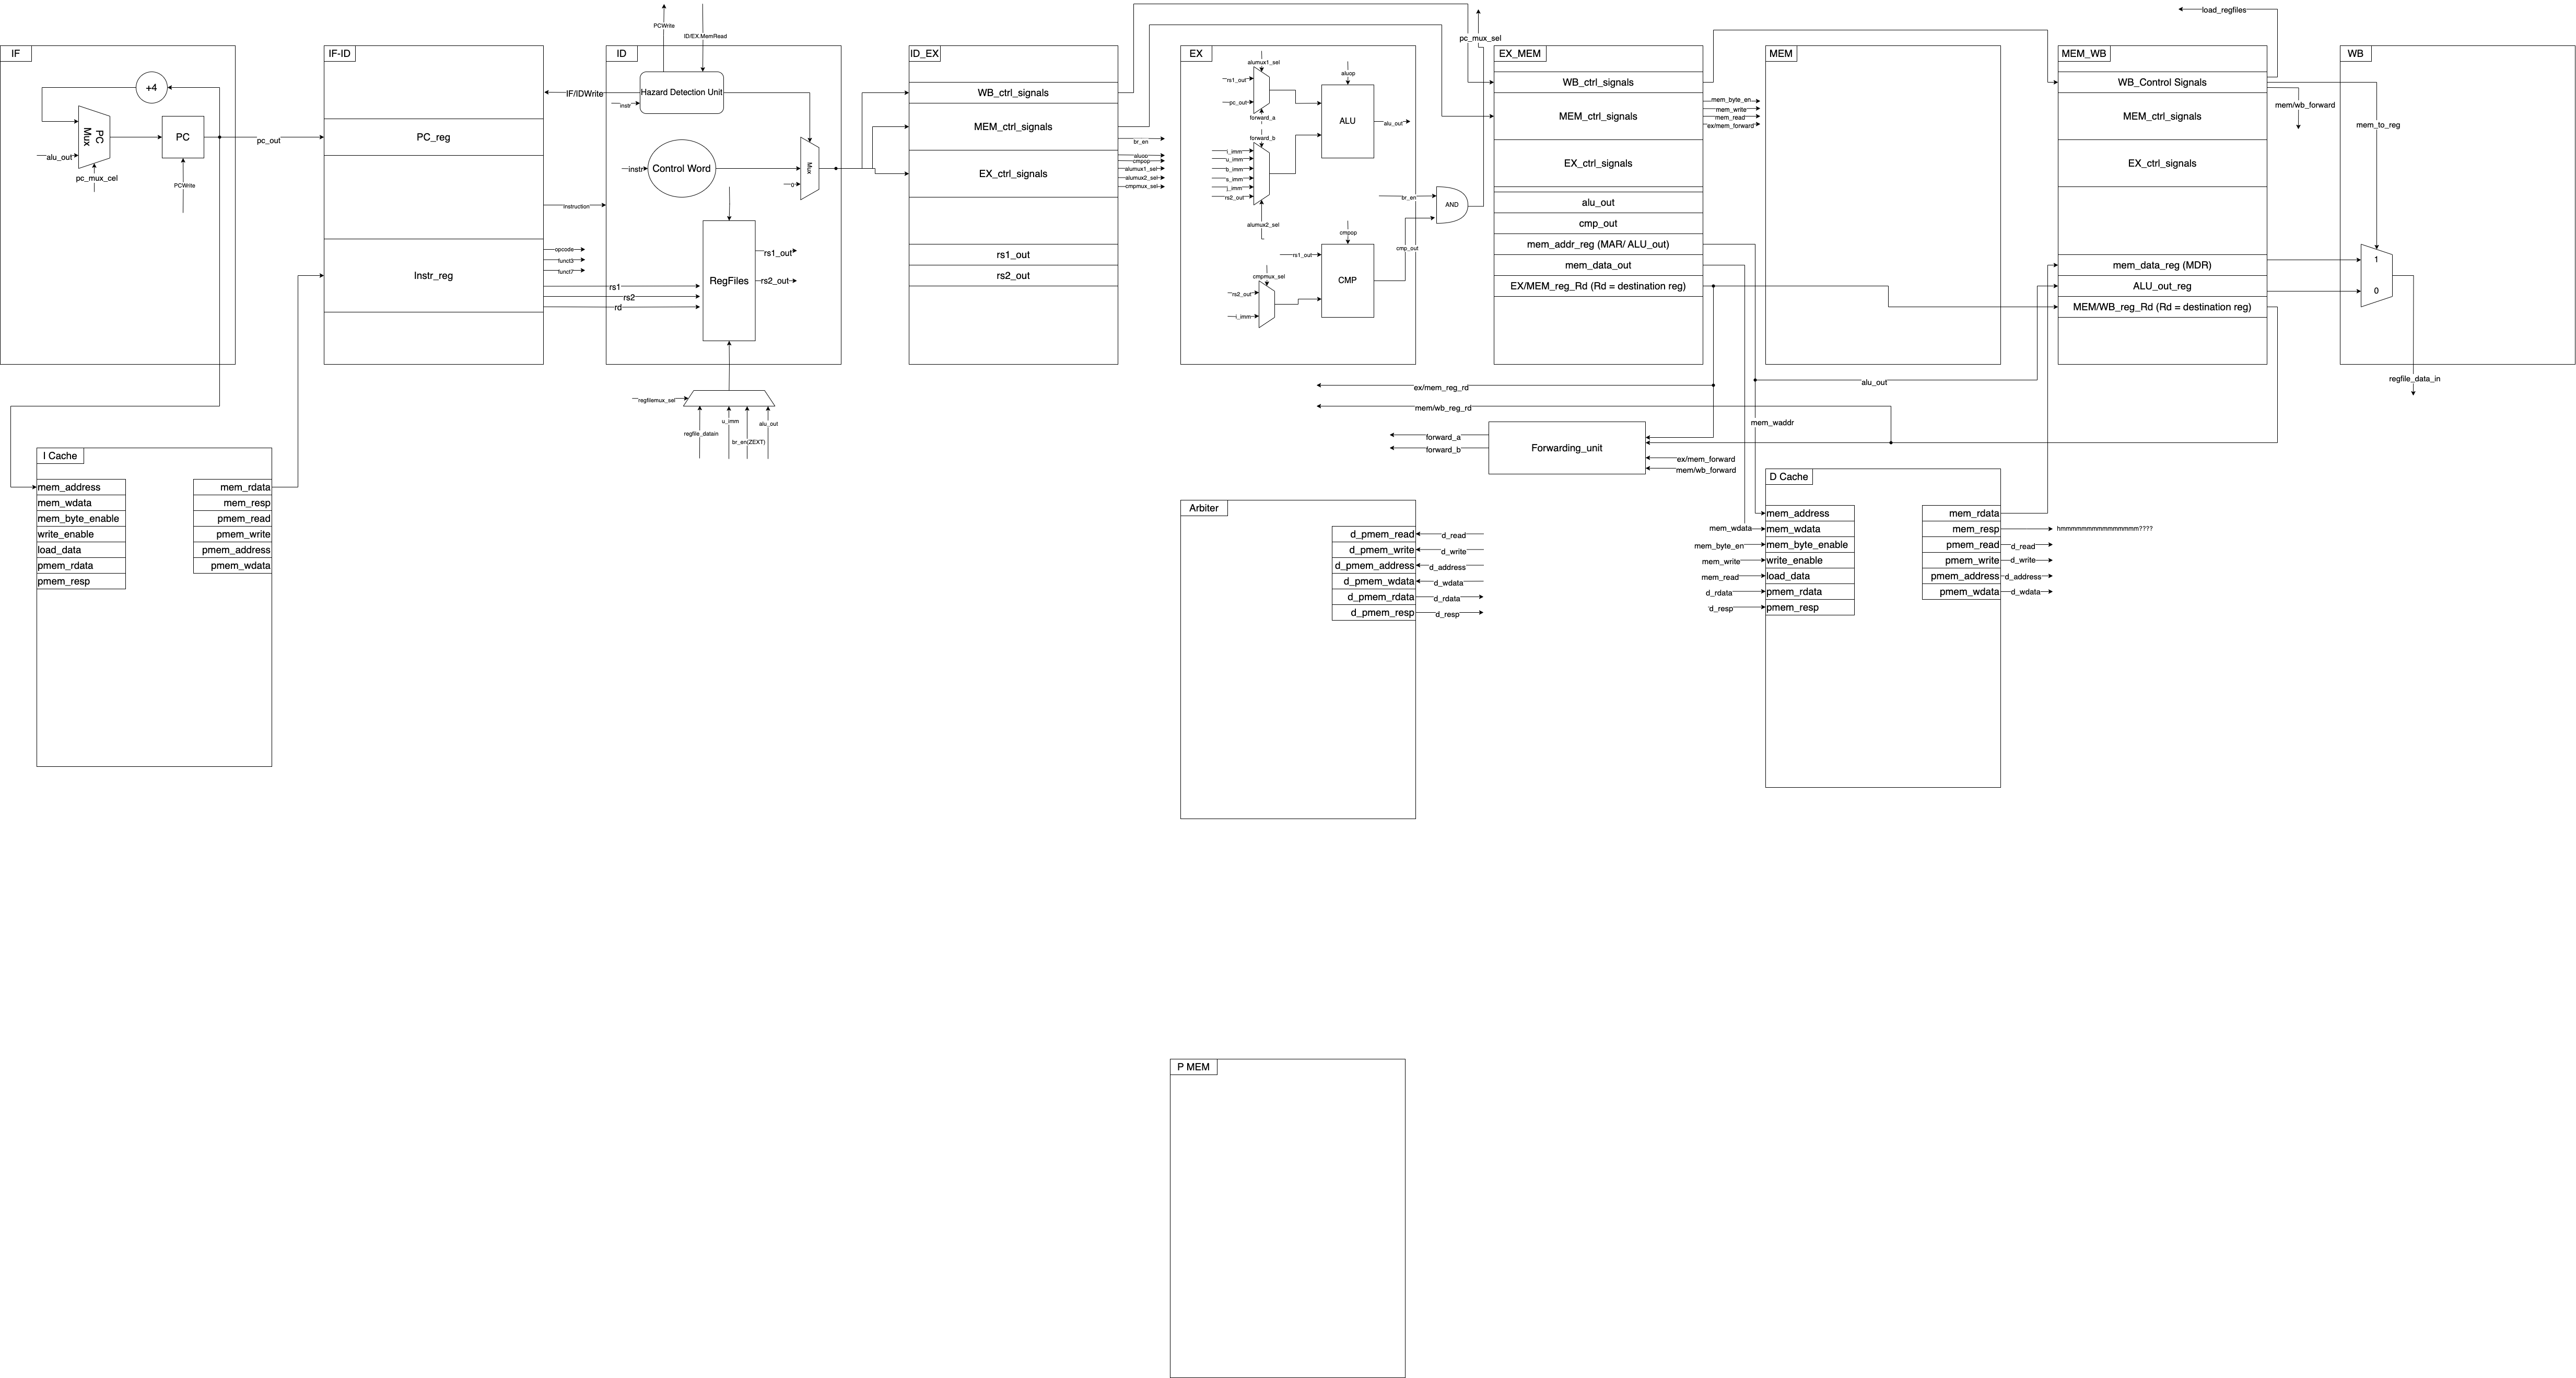 IF
+4
PC Mux
PC
alu_out
pc_mux_cel
PCWrite
pc_out
IF-ID
PC_reg
Instr_reg
instruction
opcode
funct3
funct7
rs1
rs2
rd
PCWrite
ID/EX.MemRead
ID
Hazard Detection Unit
IF/IDWrite
instr
Control Word
instr
Mux
0
RegFiles
rs1_out
rs2_out
regfilemux_sel
regfile_datain
u_imm
br_en(ZEXT)
alu_out
ID_EX
WB_ctrl_signals
MEM_ctrl_signals
EX_ctrl_signals
rs1_out
rs2_out
br_en
aluop
cmpop
alumux1_sel
alumux2_sel
cmpmux_sel
EX
alumux1_sel
rs1_out
pc_out
forward_a
forward_b
i_imm
u_imm
b_imm
s_imm
j_imm
rs2_out
alumux2_sel
aluop
ALU
alu_out
cmpop
rs1_out
CMP
cmpmux_sel
rs2_out
i_imm
br_en
cmp_out
AND
pc_mux_sel
EX_MEM
WB_ctrl_signals
MEM_ctrl_signals
EX_ctrl_signals
alu_out
cmp_out
mem_addr_reg (MAR/ ALU_out)
mem_data_out
EX/MEM_reg_Rd (Rd = destination reg)
mem_byte_en
mem_write
mem_read
ex/mem_forward
MEM
load_regfiles
MEM_WB
WB_Control Signals
MEM_ctrl_signals
EX_ctrl_signals
mem_data_reg (MDR)
ALU_out_reg
MEM/WB_reg_Rd (Rd = destination reg)
mem/wb_forward
WB
mem_to_reg
1
0
regfile_data_in
ex/mem_reg_rd
mem/wb_reg_rd
alu_out
mem_waddr
forward_a
forward_b
Forwarding_unit
ex/mem_forward
mem/wb_forward
I Cache
mem_address
mem_wdata
mem_byte_enable
write_enable
load_data
pmem_rdata
pmem_resp
mem_rdata
mem_resp
pmem_read
pmem_write
pmem_address
pmem_wdata
Arbiter
d_pmem_read
d_pmem_write
d_pmem_address
d_pmem_wdata
d_pmem_rdata
d_pmem_resp
d_read
d_write
d_address
d_wdata
d_rdata
d_resp
D Cache
mem_wdata
mem_byte_en
mem_write
mem_read
d_rdata
d_resp
mem_address
mem_wdata
mem_byte_enable
write_enable
load_data
pmem_rdata
pmem_resp
mem_rdata
mem_resp
pmem_read
pmem_write
pmem_address
pmem_wdata
d_read
d_write
d_address
d_wdata
P MEM